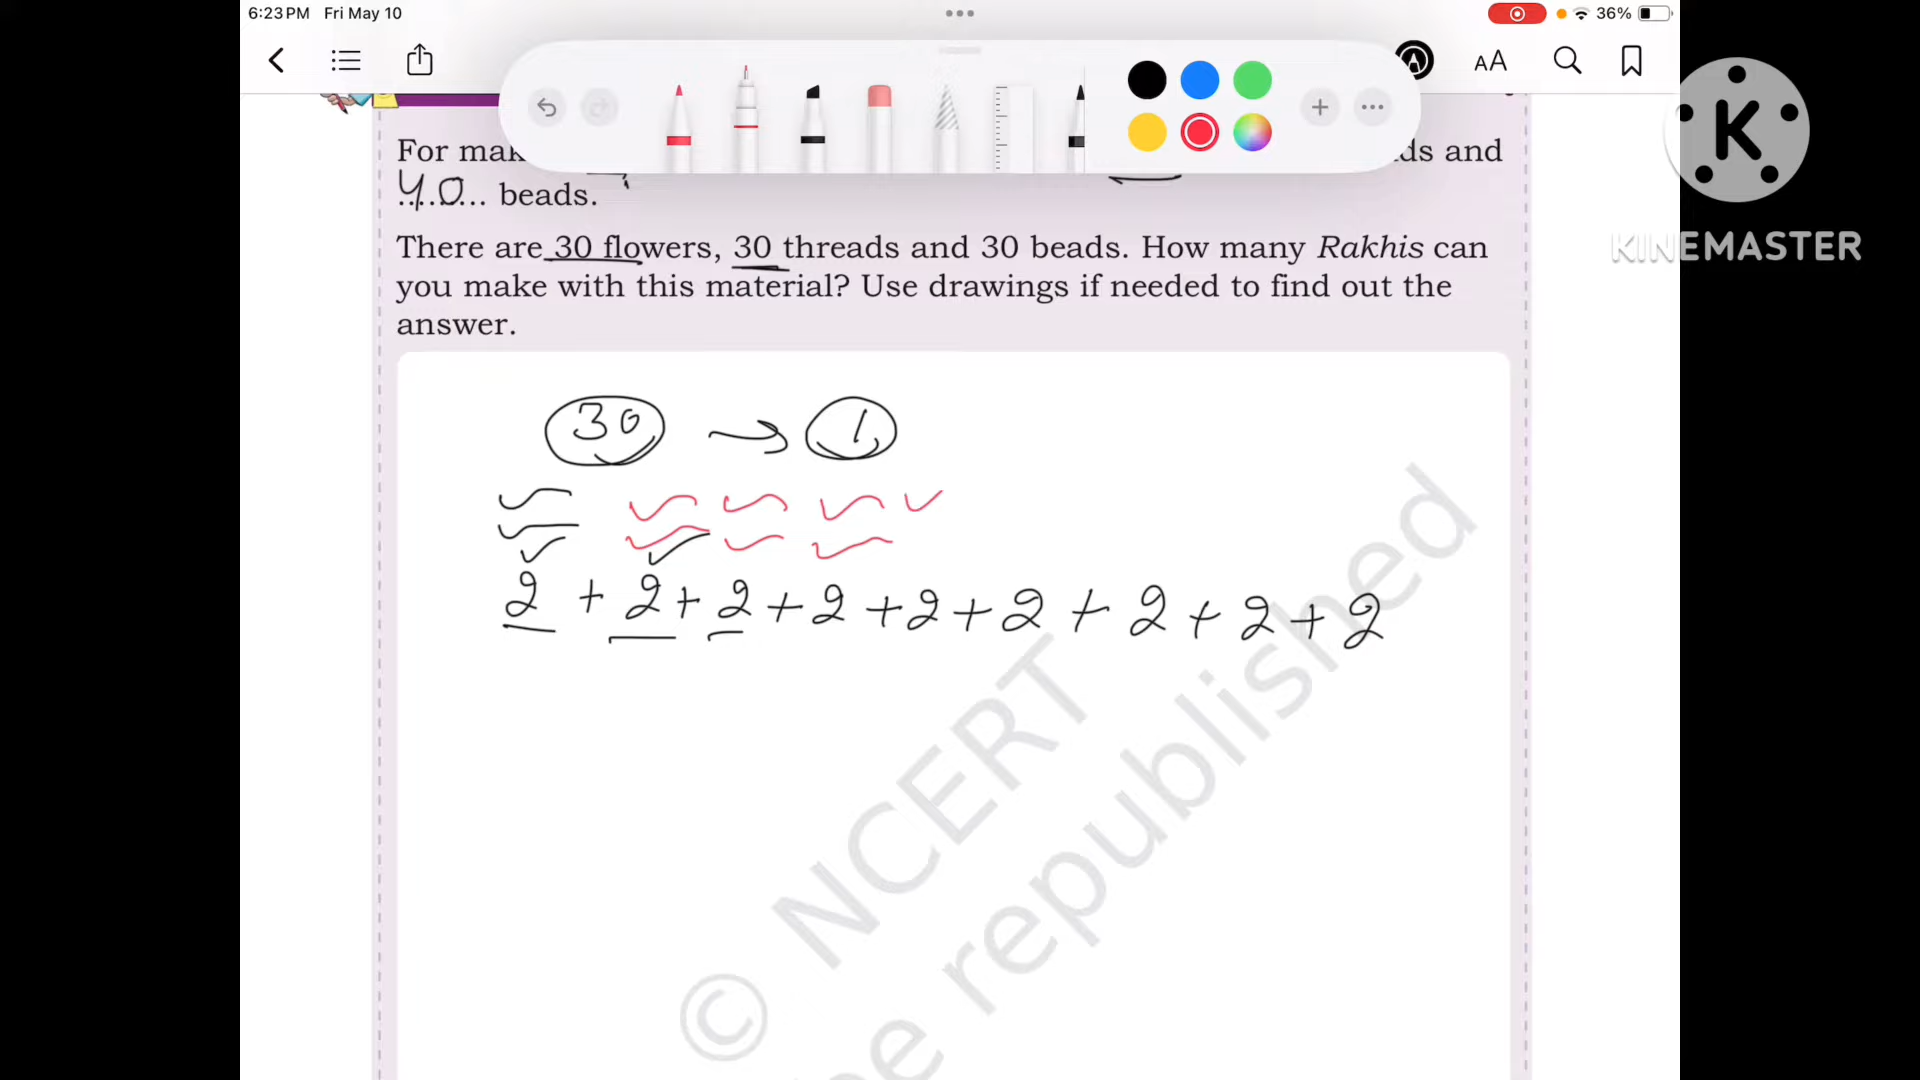 6:23 PM Fri May 10
36%
AA
For mak ds and
40 beads.
There are 30 flowers, 30 threads and 30 beads. How many Rakhis can
you make with this material? Use drawings if needed to find out the
answer.
30 → 1
2 + 2 + 2 + 2 + 2 + 2 + 2 + 2 + 2
© NCERT
be republished
K
KINEMASTER